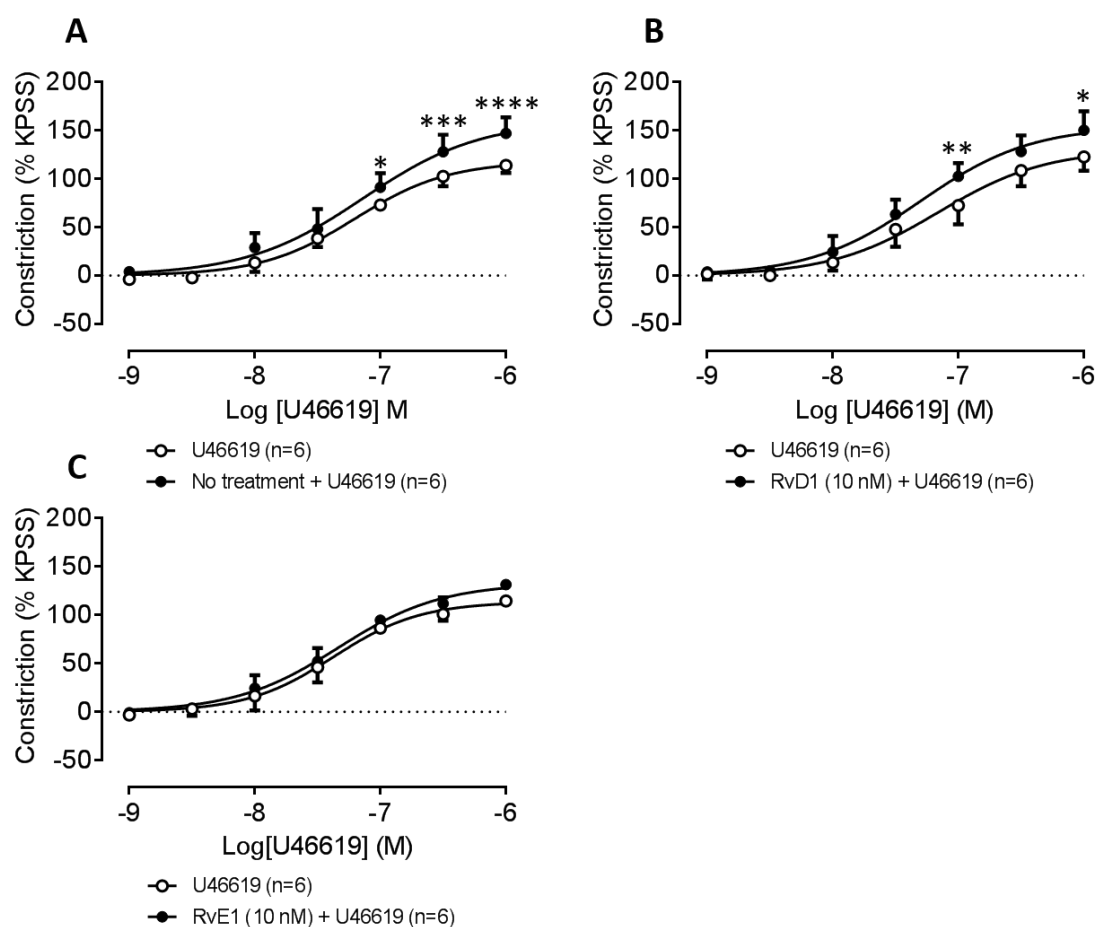 A
Constriction (% KPSS)
200
150
100
50
0
-50
*
***
****
-9
-8
-7
-6
Log [U46619] M
U46619 (n=6)
No treatment + U46619 (n=6)
B
Constriction (% KPSS)
200
150
100
50
0
-50
**
*
-9
-8
-7
-6
Log [U46619] (M)
U46619 (n=6)
RvD1 (10 nM) + U46619 (n=6)
C
Constriction (% KPSS)
200
150
100
50
0
-50
-9
-8
-7
-6
Log[U46619] (M)
U46619 (n=6)
RvE1 (10 nM) + U46619 (n=6)